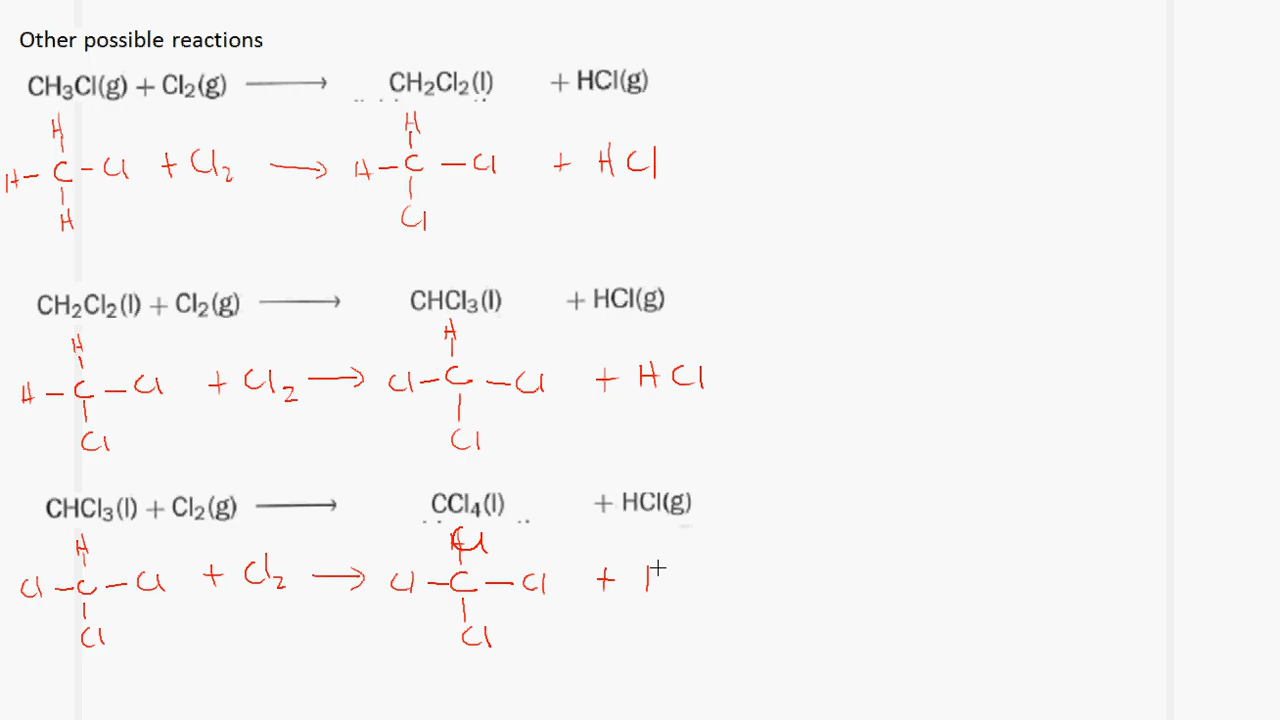 Other possible reactions
CH₃Cl(g) + Cl₂(g) ⟶ CH₂Cl₂(l) + HCl(g)
H
H–C–Cl + Cl₂ ⟶ H–C–Cl + HCl
H
H Cl
CH₂Cl₂(l) + Cl₂(g) ⟶ CHCl₃(l) + HCl(g)
H H
H–C–Cl + Cl₂ ⟶ Cl–C–Cl + HCl
Cl Cl
CHCl₃(l) + Cl₂(g) ⟶ CCl₄(l) + HCl(g)
H Cl
Cl–C–Cl + Cl₂ ⟶ Cl–C–Cl +
Cl Cl